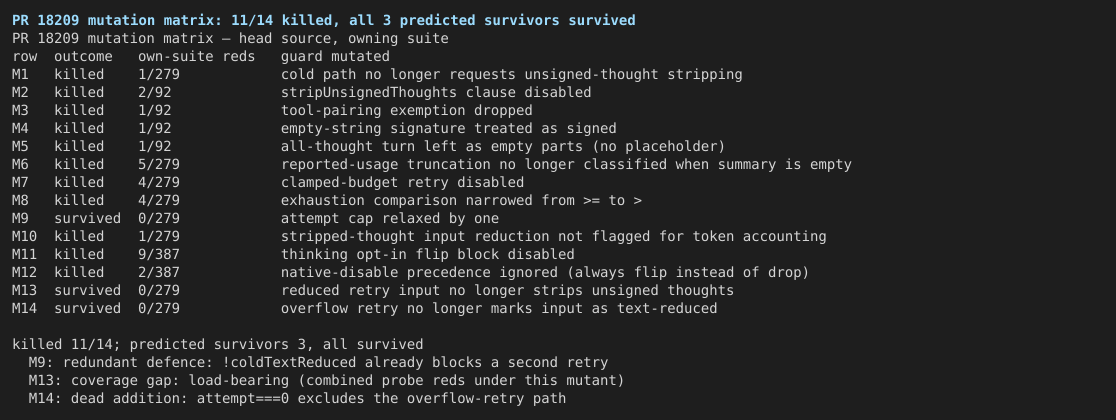 PR 18209 mutation matrix: 11/14 killed, all 3 predicted survivors survived
PR 18209 mutation matrix — head source, owning suite
row  outcome   own-suite reds   guard mutated
M1   killed    1/279            cold path no longer requests unsigned-thought stripping
M2   killed    2/92             stripUnsignedThoughts clause disabled
M3   killed    1/92             tool-pairing exemption dropped
M4   killed    1/92             empty-string signature treated as signed
M5   killed    1/92             all-thought turn left as empty parts (no placeholder)
M6   killed    5/279            reported-usage truncation no longer classified when summary is empty
M7   killed    4/279            clamped-budget retry disabled
M8   killed    4/279            exhaustion comparison narrowed from >= to >
M9   survived  0/279            attempt cap relaxed by one
M10  killed    1/279            stripped-thought input reduction not flagged for token accounting
M11  killed    9/387            thinking opt-in flip block disabled
M12  killed    2/387            native-disable precedence ignored (always flip instead of drop)
M13  survived  0/279            reduced retry input no longer strips unsigned thoughts
M14  survived  0/279            overflow retry no longer marks input as text-reduced
killed 11/14; predicted survivors 3, all survived
  M9: redundant defence: !coldTextReduced already blocks a second retry
  M13: coverage gap: load-bearing (combined probe reds under this mutant)
  M14: dead addition: attempt===0 excludes the overflow-retry path